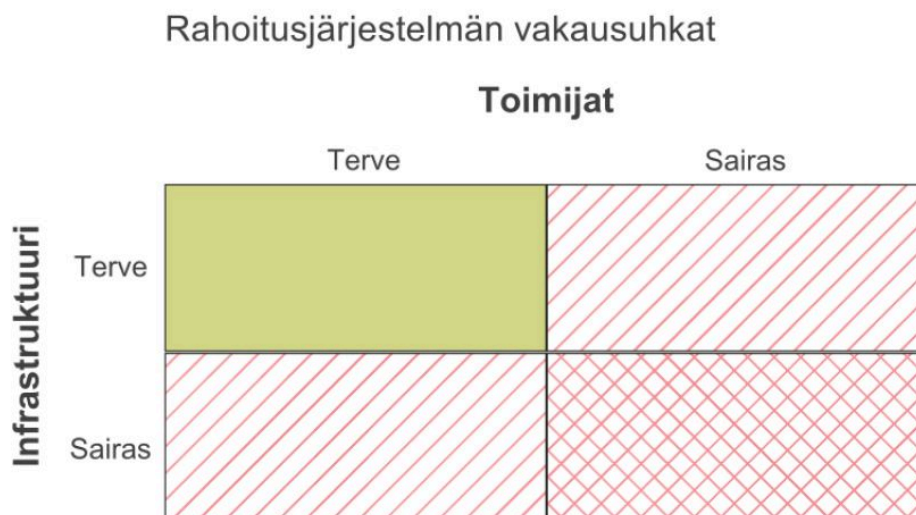 Rahoitusjärjestelmän vakausuhkat
Toimijat
Terve Sairas
Infrastruktuuri
Terve
Sairas